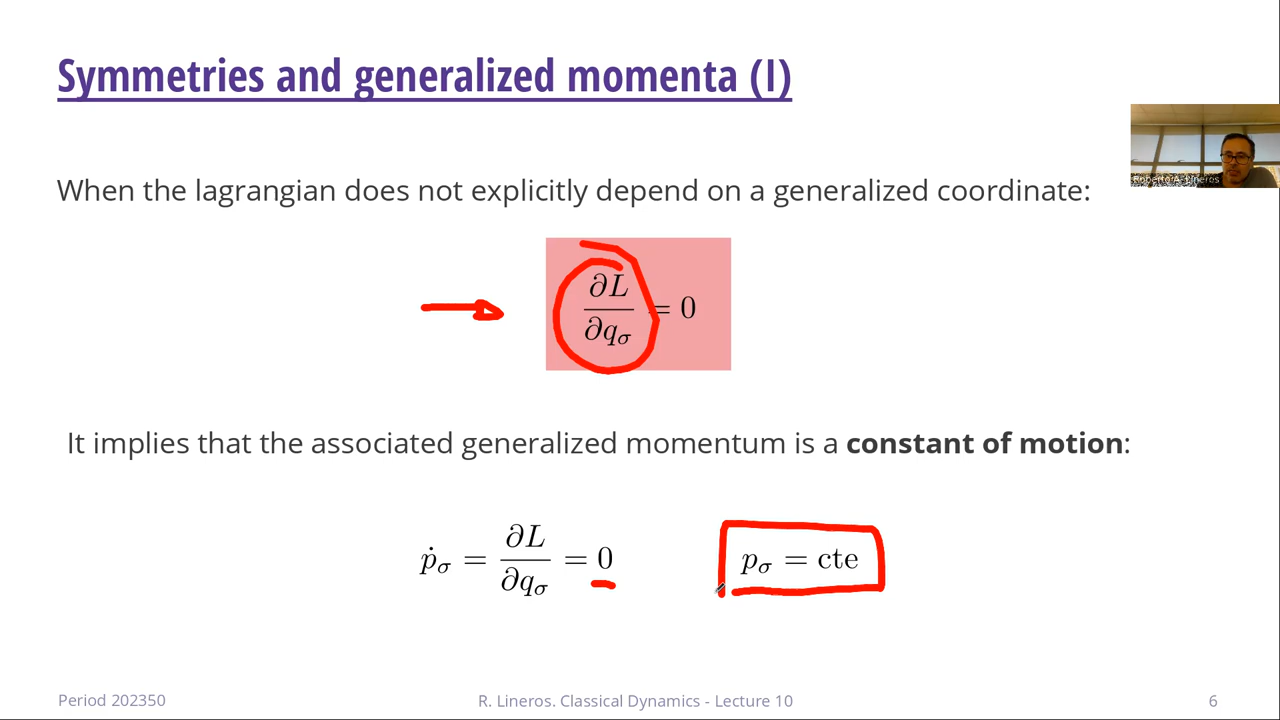 Symmetries and generalized momenta (I)
Roberto A. Lineros
When the lagrangian does not explicitly depend on a generalized coordinate:
∂L/∂q_σ = 0
It implies that the associated generalized momentum is a constant of motion:
ṗ_σ = ∂L/∂q_σ = 0 p_σ = cte
Period 202350 R. Lineros. Classical Dynamics - Lecture 10 6